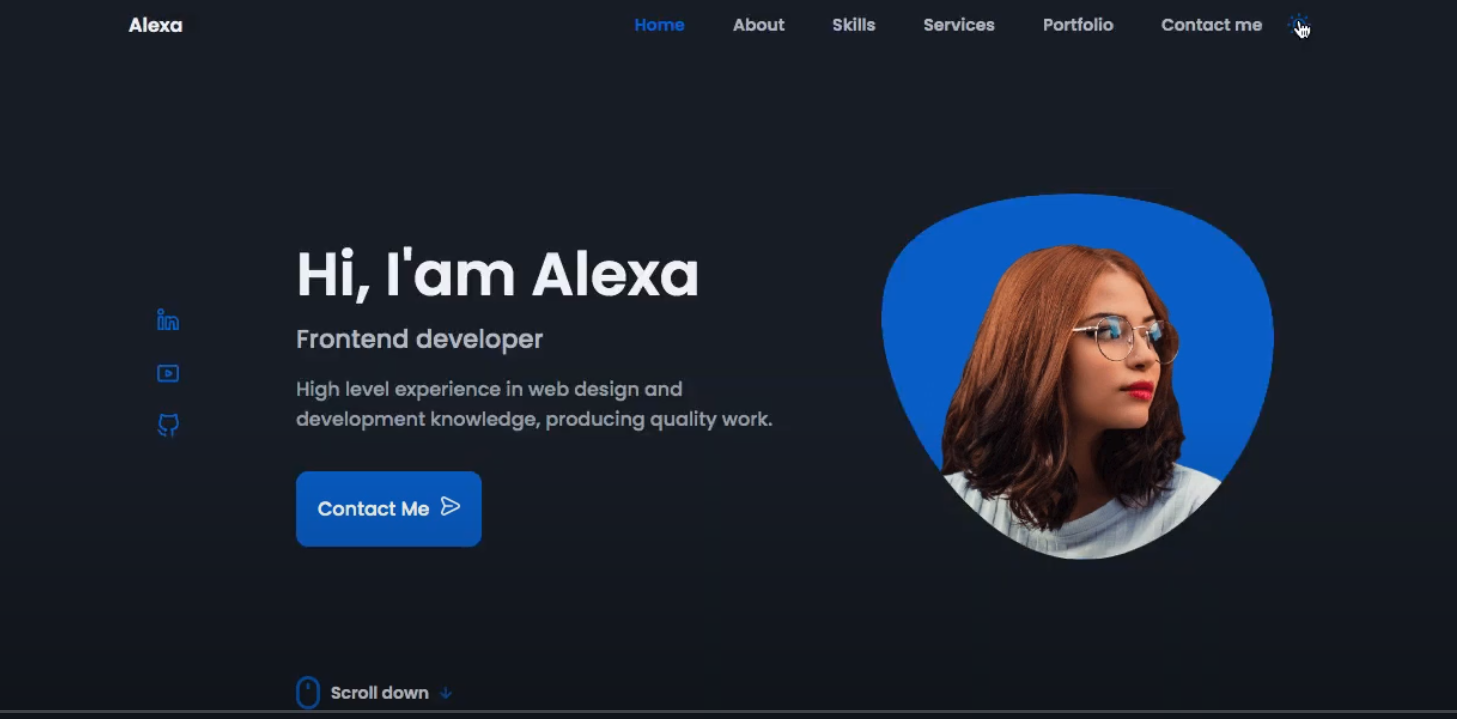 Alexa
Home About Skills Services Portfolio Contact me
Hi, I'am Alexa
Frontend developer
High level experience in web design and
development knowledge, producing quality work.
Contact Me
Scroll down